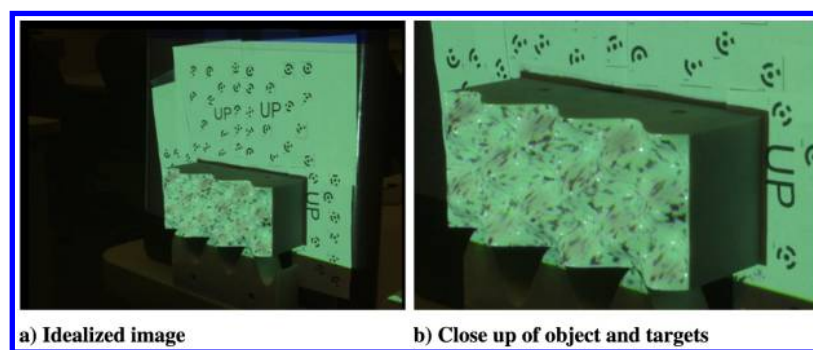 UP UP
UP
UP
a) Idealized image
b) Close up of object and targets